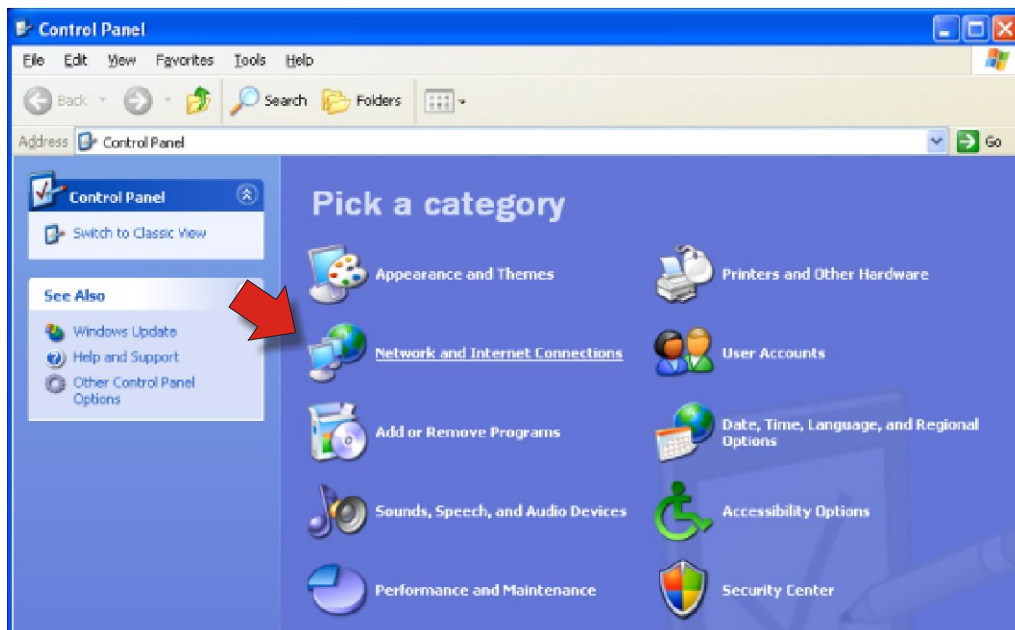 Control Panel
File Edit View Favorites Tools Help
Back Search Folders
Address Control Panel Go
Control Panel
Switch to Classic View
See Also
Windows Update
Help and Support
Other Control Panel
Options
Pick a category
Appearance and Themes
Printers and Other Hardware
Network and Internet Connections
User Accounts
Add or Remove Programs
Date, Time, Language, and Regional
Options
Sounds, Speech, and Audio Devices
Accessibility Options
Performance and Maintenance
Security Center